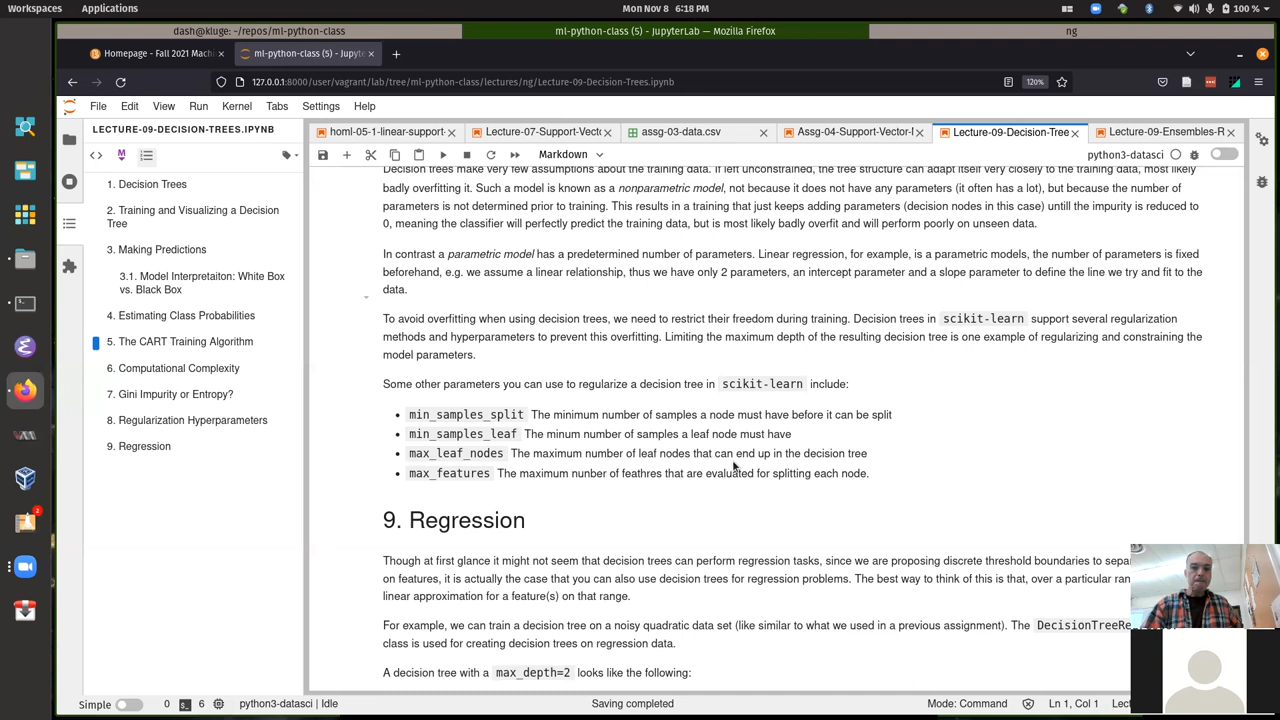 Workspaces Applications Mon Nov 8 6:18 PM 100 %
dash@kluge: ~/repos/ml-python-class ml-python-class (5) - JupyterLab — Mozilla Firefox ng
Homepage - Fall 2021 Machi ml-python-class (5) - Jupyte
127.0.0.1:8000/user/vagrant/lab/tree/ml-python-class/lectures/ng/Lecture-09-Decision-Trees.ipynb 120%
File Edit View Run Kernel Tabs Settings Help
LECTURE-09-DECISION-TREES.IPYNB
homl-05-1-linear-support- Lecture-07-Support-Vecto assg-03-data.csv Assg-04-Support-Vector-M Lecture-09-Decision-Tree Lecture-09-Ensembles-R
Markdown python3-datasci
1. Decision Trees
2. Training and Visualizing a Decision
Tree
3. Making Predictions
3.1. Model Interpretaiton: White Box
vs. Black Box
4. Estimating Class Probabilities
5. The CART Training Algorithm
6. Computational Complexity
7. Gini Impurity or Entropy?
8. Regularization Hyperparameters
9. Regression
Decision trees make very few assumptions about the training data. If left unconstrained, the tree structure can adapt itself very closely to the training data, most likely
badly overfitting it. Such a model is known as a nonparametric model, not because it does not have any parameters (it often has a lot), but because the number of
parameters is not determined prior to training. This results in a training that just keeps adding parameters (decision nodes in this case) untill the impurity is reduced to
0, meaning the classifier will perfectly predict the training data, but is most likely badly overfit and will perform poorly on unseen data.
In contrast a parametric model has a predetermined number of parameters. Linear regression, for example, is a parametric models, the number of parameters is fixed
beforehand, e.g. we assume a linear relationship, thus we have only 2 parameters, an intercept parameter and a slope parameter to define the line we try and fit to the
data.
To avoid overfitting when using decision trees, we need to restrict their freedom during training. Decision trees in scikit-learn support several regularization
methods and hyperparameters to prevent this overfitting. Limiting the maximum depth of the resulting decision tree is one example of regularizing and constraining the
model parameters.
Some other parameters you can use to regularize a decision tree in scikit-learn include:
• min_samples_split The minimum number of samples a node must have before it can be split
• min_samples_leaf The minum number of samples a leaf node must have
• max_leaf_nodes The maximum number of leaf nodes that can end up in the decision tree
• max_features The maximum nunber of feathres that are evaluated for splitting each node.
9. Regression
Though at first glance it might not seem that decision trees can perform regression tasks, since we are proposing discrete threshold boundaries to sepa
on features, it is actually the case that you can also use decision trees for regression problems. The best way to think of this is that, over a particular ran
linear approximation for a feature(s) on that range.
For example, we can train a decision tree on a noisy quadratic data set (like similar to what we used in a previous assignment). The DecisionTreeRe
class is used for creating decision trees on regression data.
A decision tree with a max_depth=2 looks like the following:
Simple 0 6 python3-datasci | Idle Saving completed Mode: Command Ln 1, Col 1 Lect